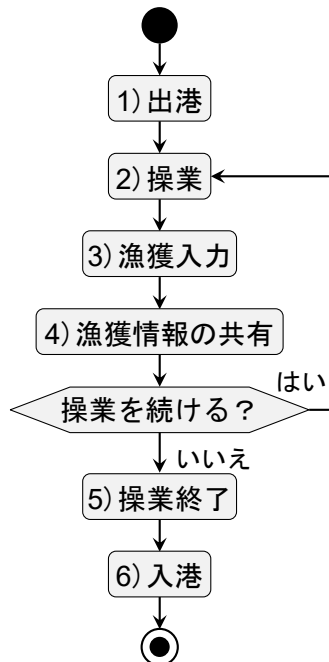 1) 出港
2) 操業
3) 漁獲入力
4) 漁獲情報の共有
操業を続ける？
はい
いいえ
5) 操業終了
6) 入港